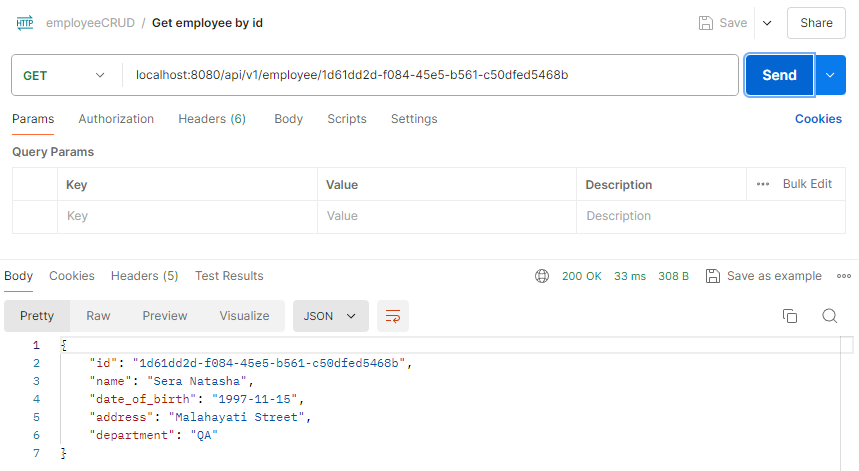 HTTP employeeCRUD / Get employee by id Save Share
GET localhost:8080/api/v1/employee/1d61dd2d-f084-45e5-b561-c50dfed5468b Send
Params Authorization Headers (6) Body Scripts Settings Cookies
Query Params
Key Value Description ••• Bulk Edit
Key Value Description
Body Cookies Headers (5) Test Results 200 OK 33 ms 308 B Save as example
Pretty Raw Preview Visualize JSON
1 {
2 "id": "1d61dd2d-f084-45e5-b561-c50dfed5468b",
3 "name": "Sera Natasha",
4 "date_of_birth": "1997-11-15",
5 "address": "Malahayati Street",
6 "department": "QA"
7 }